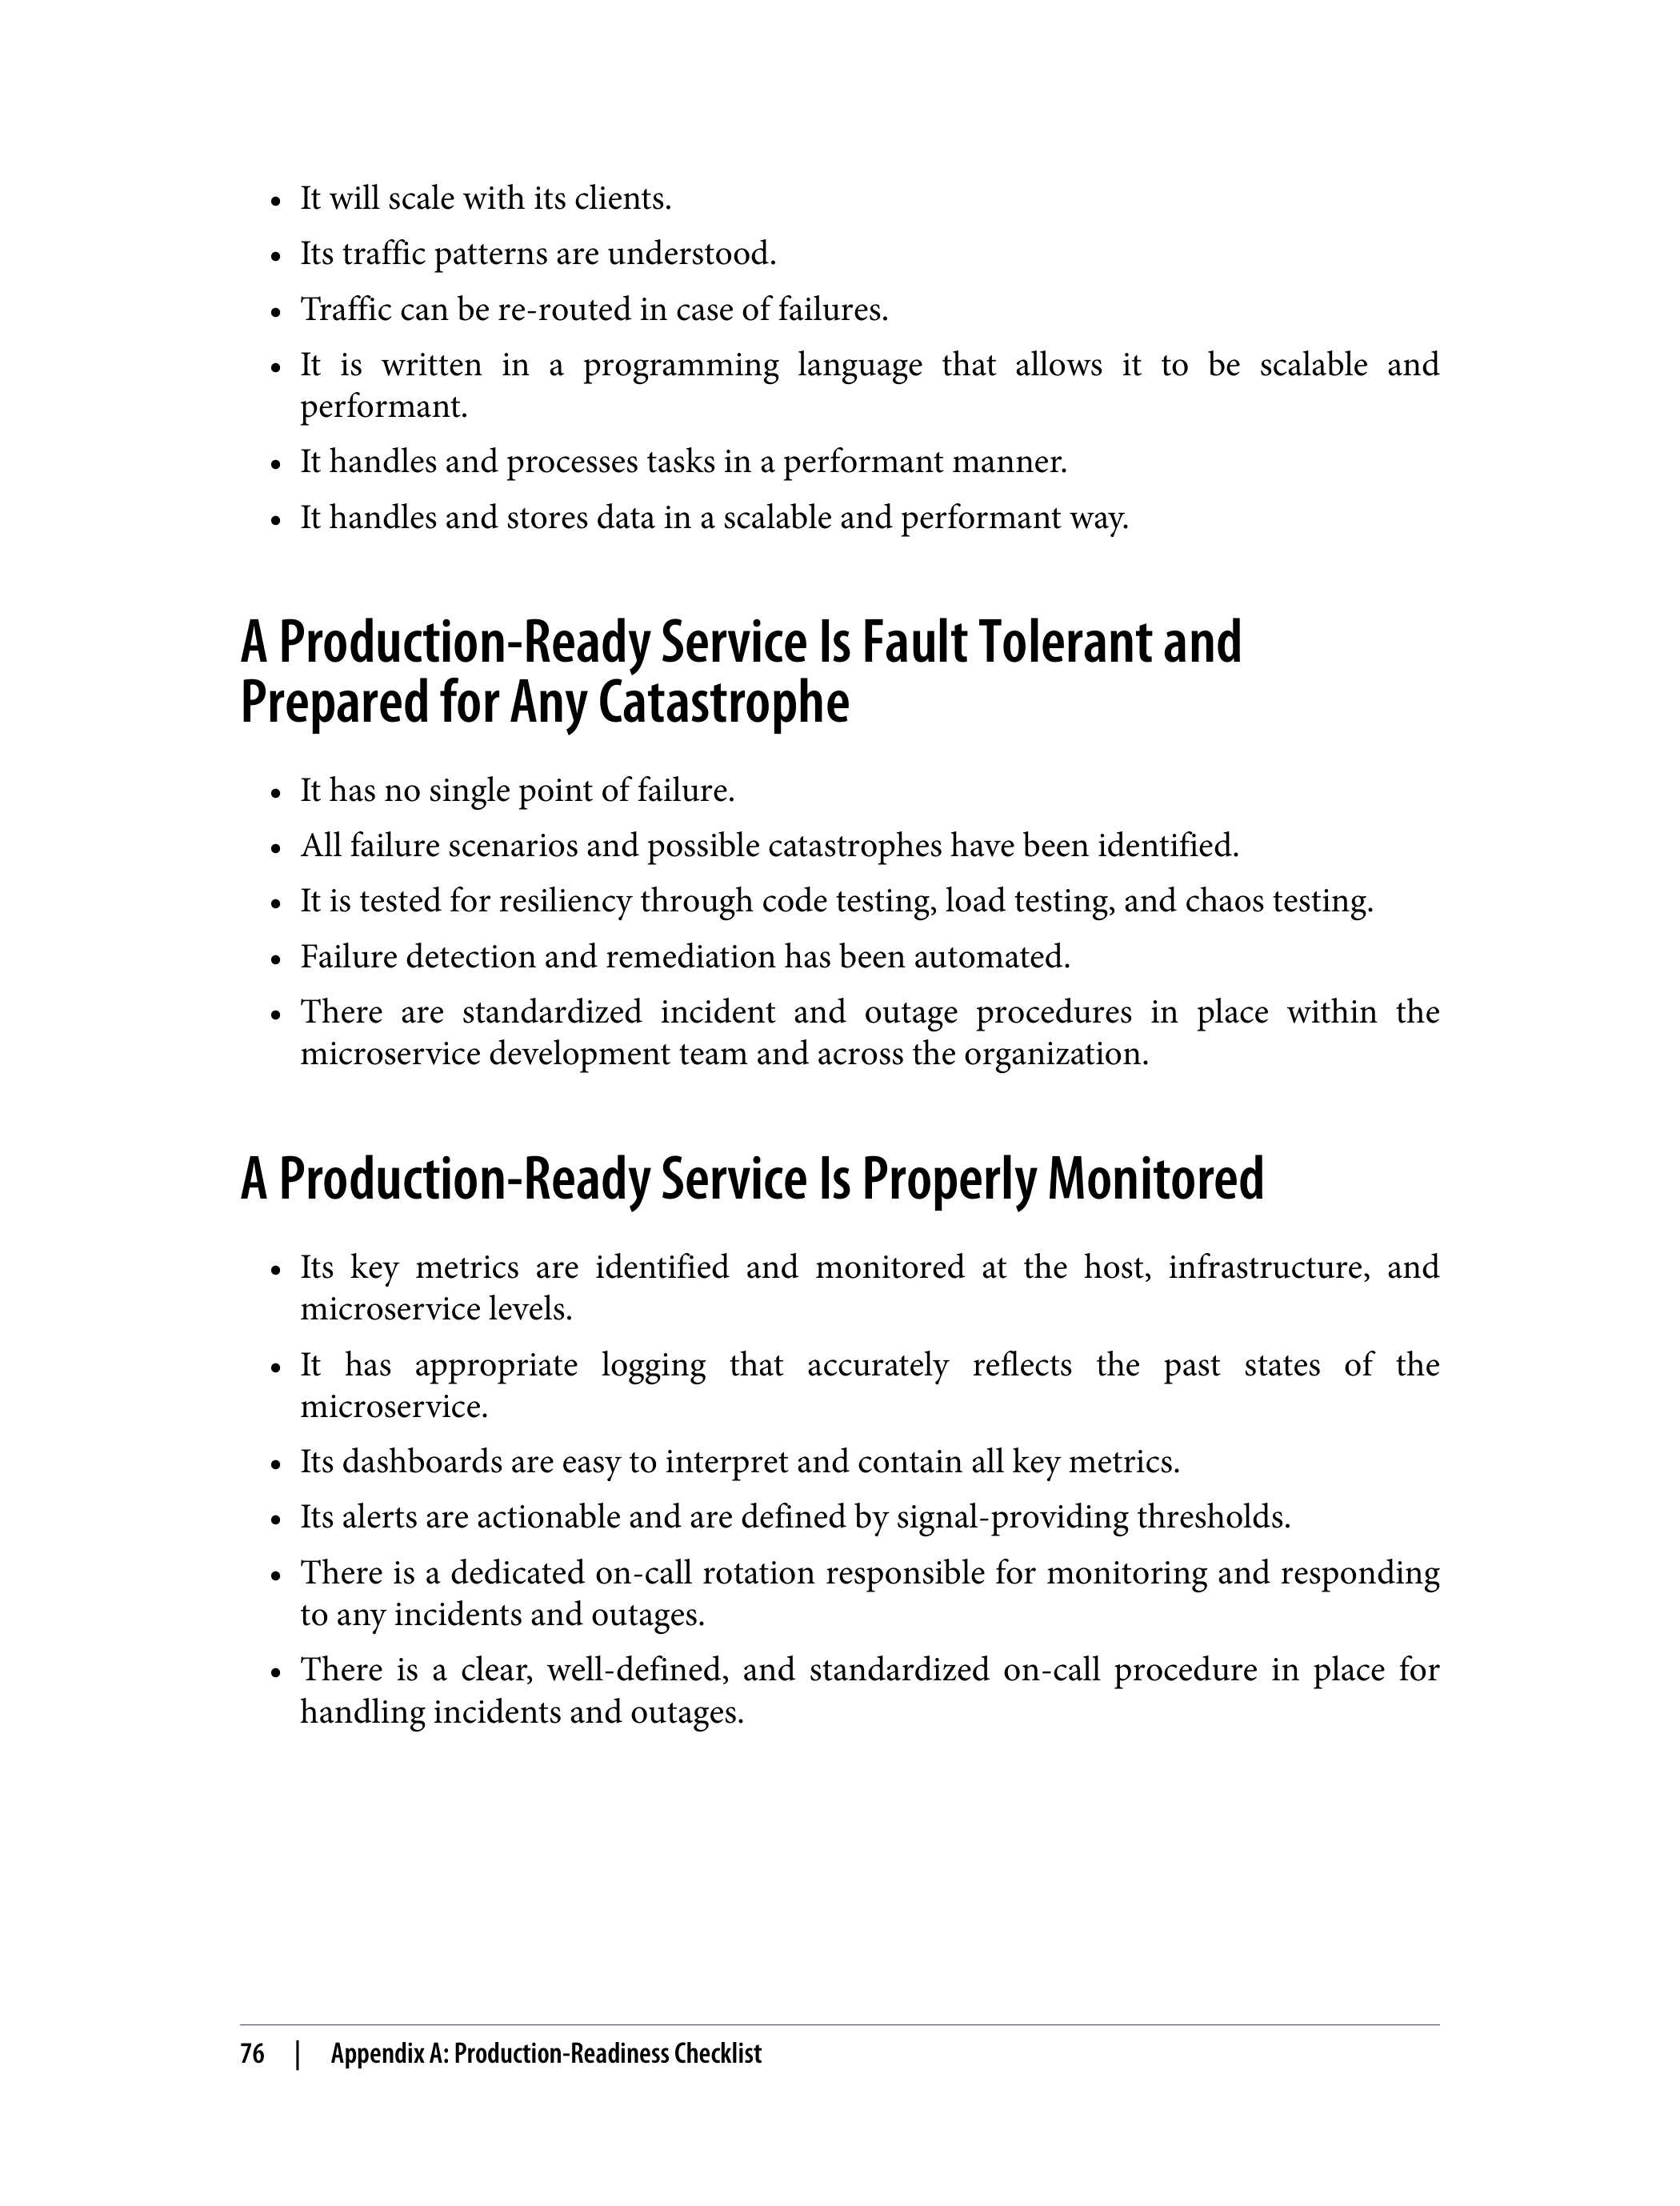 • It will scale with its clients.
• Its traffic patterns are understood.
• Traffic can be re-routed in case of failures.
• It is written in a programming language that allows it to be scalable and
performant.
• It handles and processes tasks in a performant manner.
• It handles and stores data in a scalable and performant way.
A Production-Ready Service Is Fault Tolerant and
Prepared for Any Catastrophe
• It has no single point of failure.
• All failure scenarios and possible catastrophes have been identified.
• It is tested for resiliency through code testing, load testing, and chaos testing.
• Failure detection and remediation has been automated.
• There are standardized incident and outage procedures in place within the
microservice development team and across the organization.
A Production-Ready Service Is Properly Monitored
• Its key metrics are identified and monitored at the host, infrastructure, and
microservice levels.
• It has appropriate logging that accurately reflects the past states of the
microservice.
• Its dashboards are easy to interpret and contain all key metrics.
• Its alerts are actionable and are defined by signal-providing thresholds.
• There is a dedicated on-call rotation responsible for monitoring and responding
to any incidents and outages.
• There is a clear, well-defined, and standardized on-call procedure in place for
handling incidents and outages.
76 | Appendix A: Production-Readiness Checklist